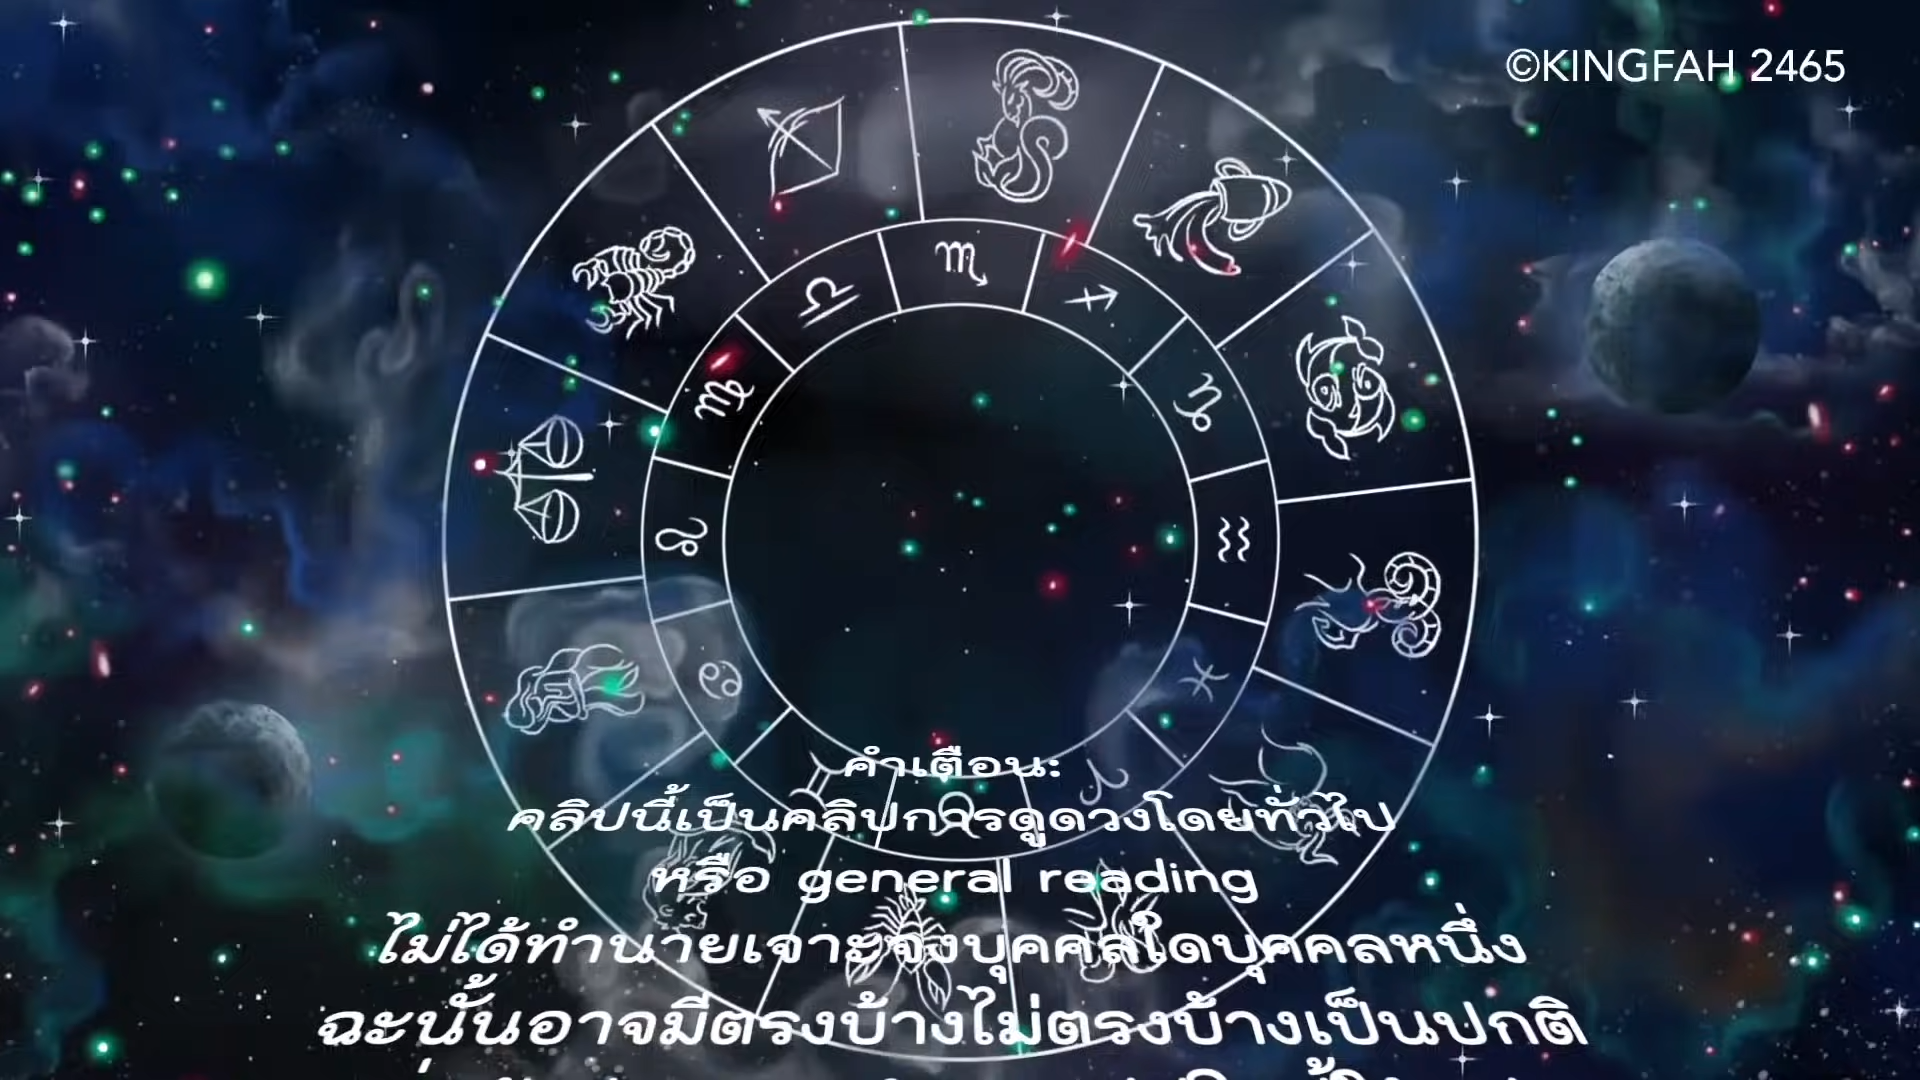 ©KINGFAH 2465
คำเตือน:
คลิปนี้เป็นคลิปการดูดวงโดยทั่วไป
หรือ general reading
ไม่ได้ทำนายเจาะจงบุคคลใดบุคคลหนึ่ง
ฉะนั้นอาจมีตรงบ้างไม่ตรงบ้างเป็นปกติ